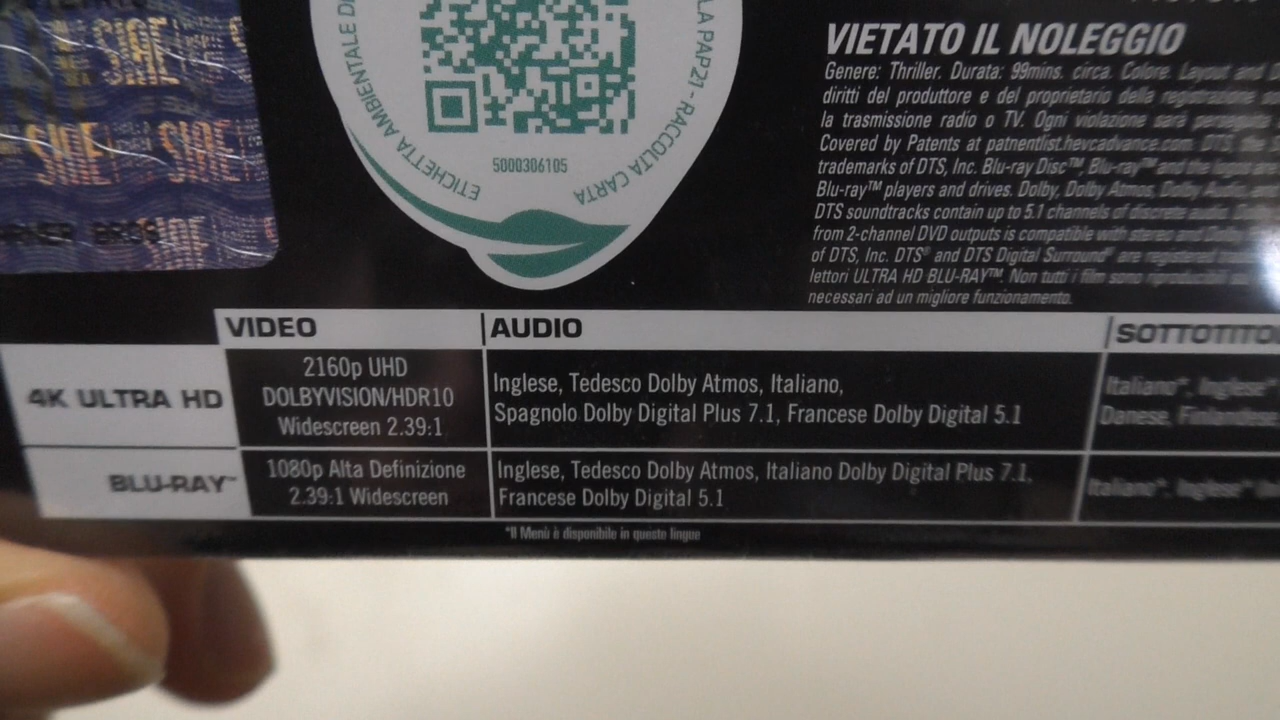 SIDE
SIDE SIDE
BROS SIDE
ETICHETTA AMBIENTALE
PAP21 - RACCOLTA CARTA
5000306105
VIETATO IL NOLEGGIO
Genere: Thriller. Durata: 99mins. circa. Colore. Layout and
diritti del produttore e del proprietario della registrazione
la trasmissione radio o TV. Ogni violazione sarà perseguita
Covered by Patents at patnentlist.hevcadvance.com. DTS, the
trademarks of DTS, Inc. Blu-ray Disc™, Blu-ray™ and the logos
Blu-ray™ players and drives. Dolby, Dolby Atmos, Dolby Audio,
DTS soundtracks contain up to 5.1 channels of discrete audio.
from 2-channel DVD outputs is compatible with stereo and
of DTS, Inc. DTS® and DTS Digital Surround® are registered
lettori ULTRA HD BLU-RAY™. Non tutti i film sono riproducibili
necessari ad un migliore funzionamento.
VIDEO AUDIO
4K ULTRA HD
2160p UHD
DOLBYVISION/HDR10
Widescreen 2.39:1
Inglese, Tedesco Dolby Atmos, Italiano,
Spagnolo Dolby Digital Plus 7.1, Francese Dolby Digital 5.1
Italiano*, Inglese*
Danese, Finlandese
BLU-RAY™
1080p Alta Definizione
2.39:1 Widescreen
Inglese, Tedesco Dolby Atmos, Italiano Dolby Digital Plus 7.1,
Francese Dolby Digital 5.1
Italiano*, Inglese*
*Il Menù è disponibile in queste lingue